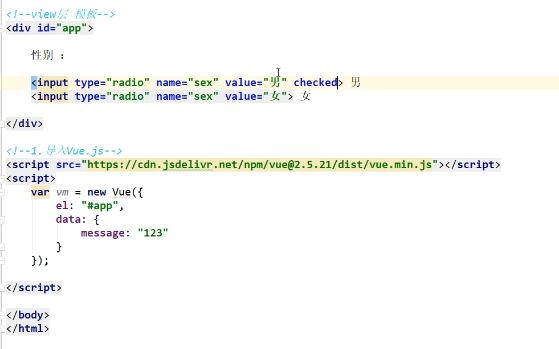 <!--view层 模板-->
<div id="app">
性别 ：
<input type="radio" name="sex" value="男" checked> 男
<input type="radio" name="sex" value="女"> 女
</div>
<!--1.导入Vue.js-->
<script src="https://cdn.jsdelivr.net/npm/vue@2.5.21/dist/vue.min.js"></script>
<script>
var vm = new Vue({
el: "#app",
data: {
message: "123"
}
});
</script>
</body>
</html>